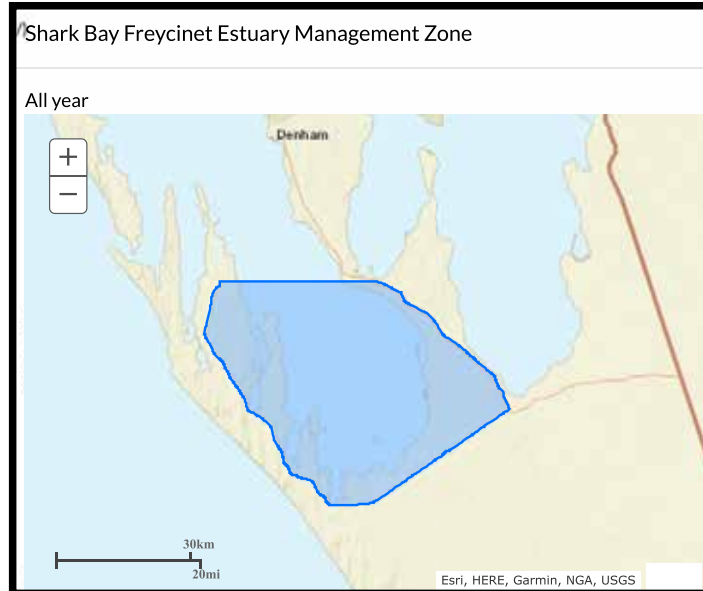 Shark Bay Freycinet Estuary Management Zone
All year
Denham
+
−
30km
20mi
Esri, HERE, Garmin, NGA, USGS